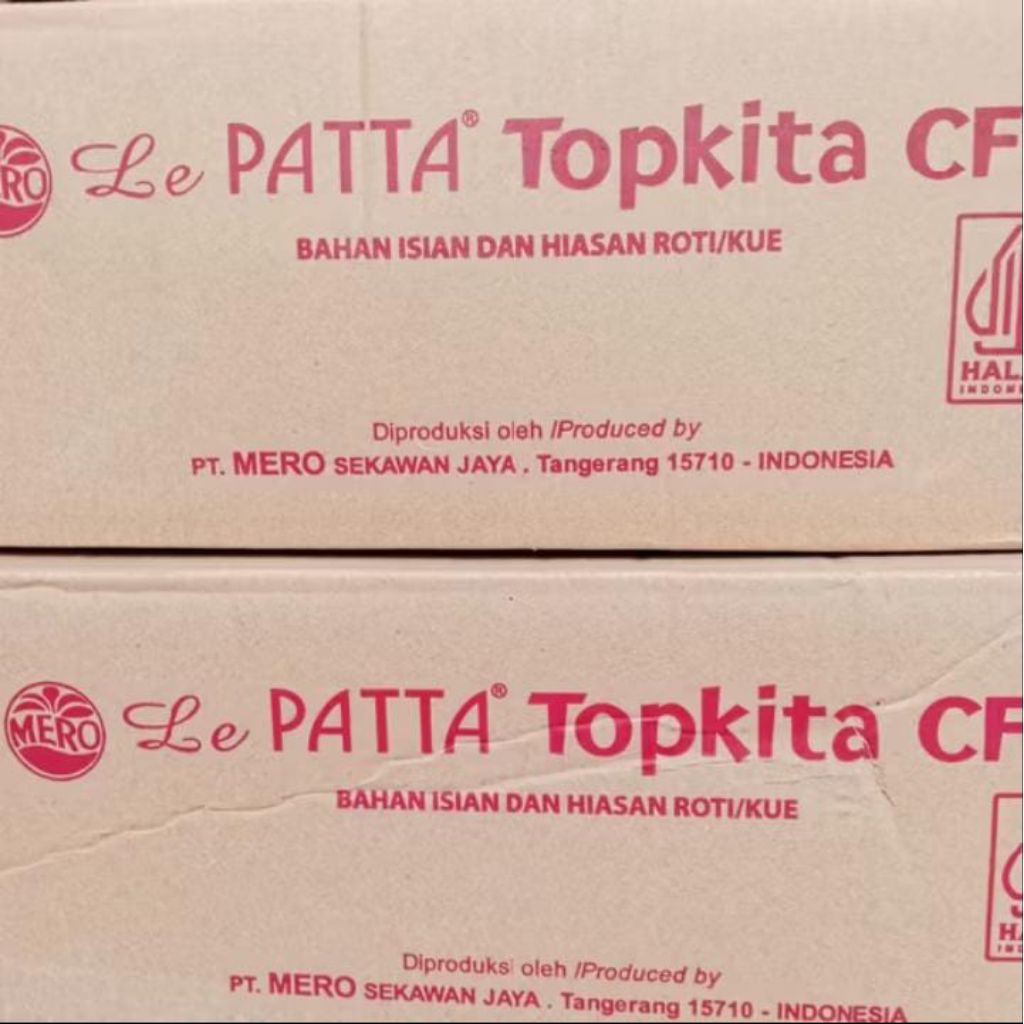 Le PATTA® Topkita CF
BAHAN ISIAN DAN HIASAN ROTI/KUE
Diproduksi oleh /Produced by
PT. MERO SEKAWAN JAYA . Tangerang 15710 - INDONESIA
MERO Le PATTA® Topkita CF
BAHAN ISIAN DAN HIASAN ROTI/KUE
Diproduksi oleh /Produced by
PT. MERO SEKAWAN JAYA . Tangerang 15710 - INDONESIA